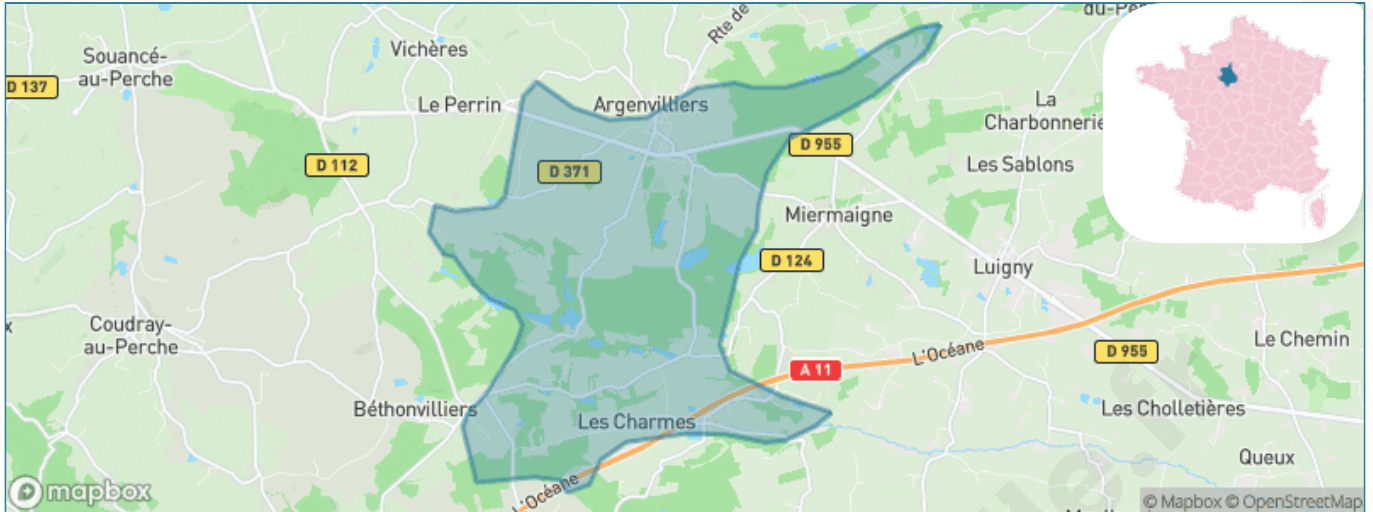 du-Per
Rte de
Vichères
Souancé-
au-Perche
D 137
Le Perrin
Argenvilliers
La
Charbonnerie
D 955
D 112
D 371
Les Sablons
Miermaigne
D 124
Luigny
Coudray-
au-Perche
L'Océane
D 955
Le Chemin
A 11
Béthonvilliers
Les Charmes
Les Cholletières
Queux
L'Océane
mapbox
© Mapbox © OpenStreetMap